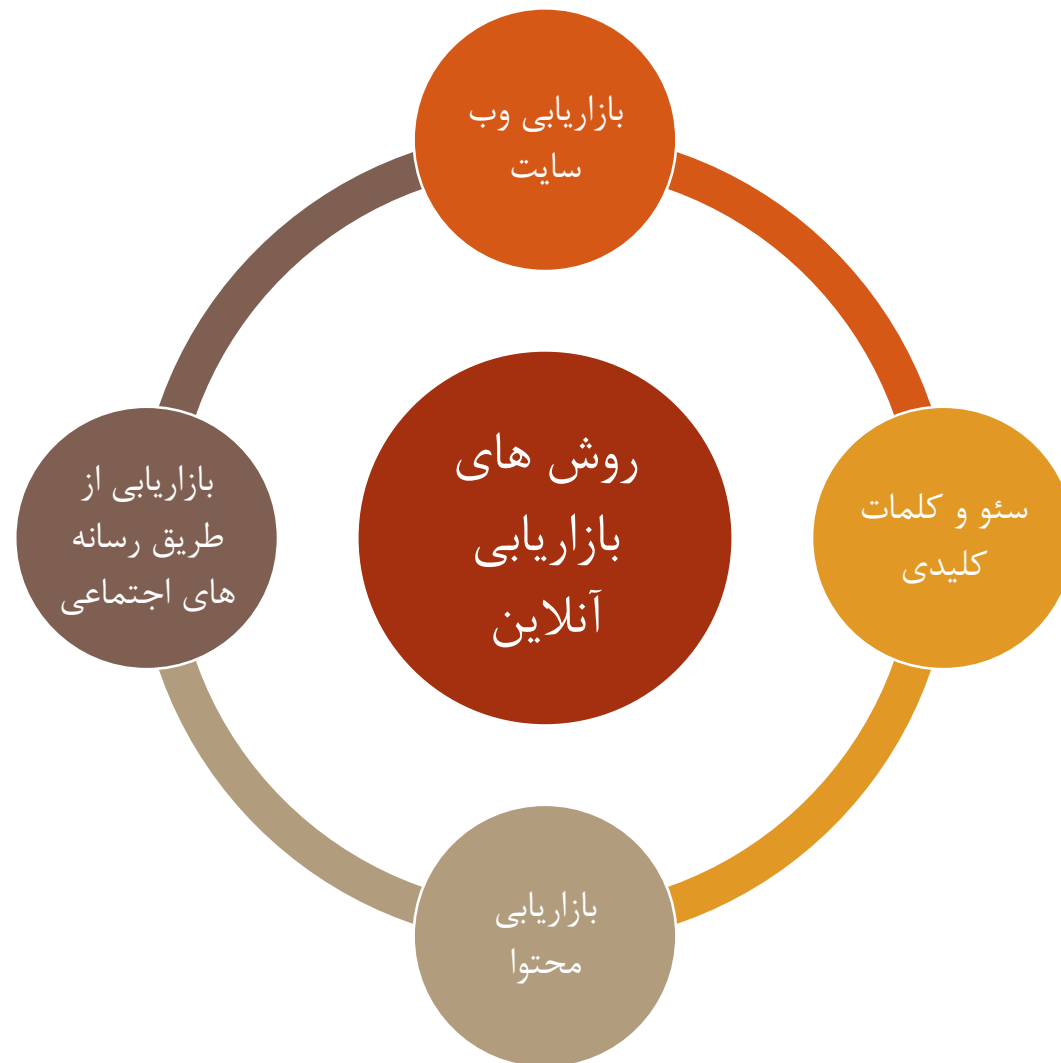 بازاریابی وب
سایت
روش های
بازاریابی
آنلاین
سئو و کلمات
کلیدی
بازاریابی
محتوا
بازاریابی از
طریق رسانه
های اجتماعی